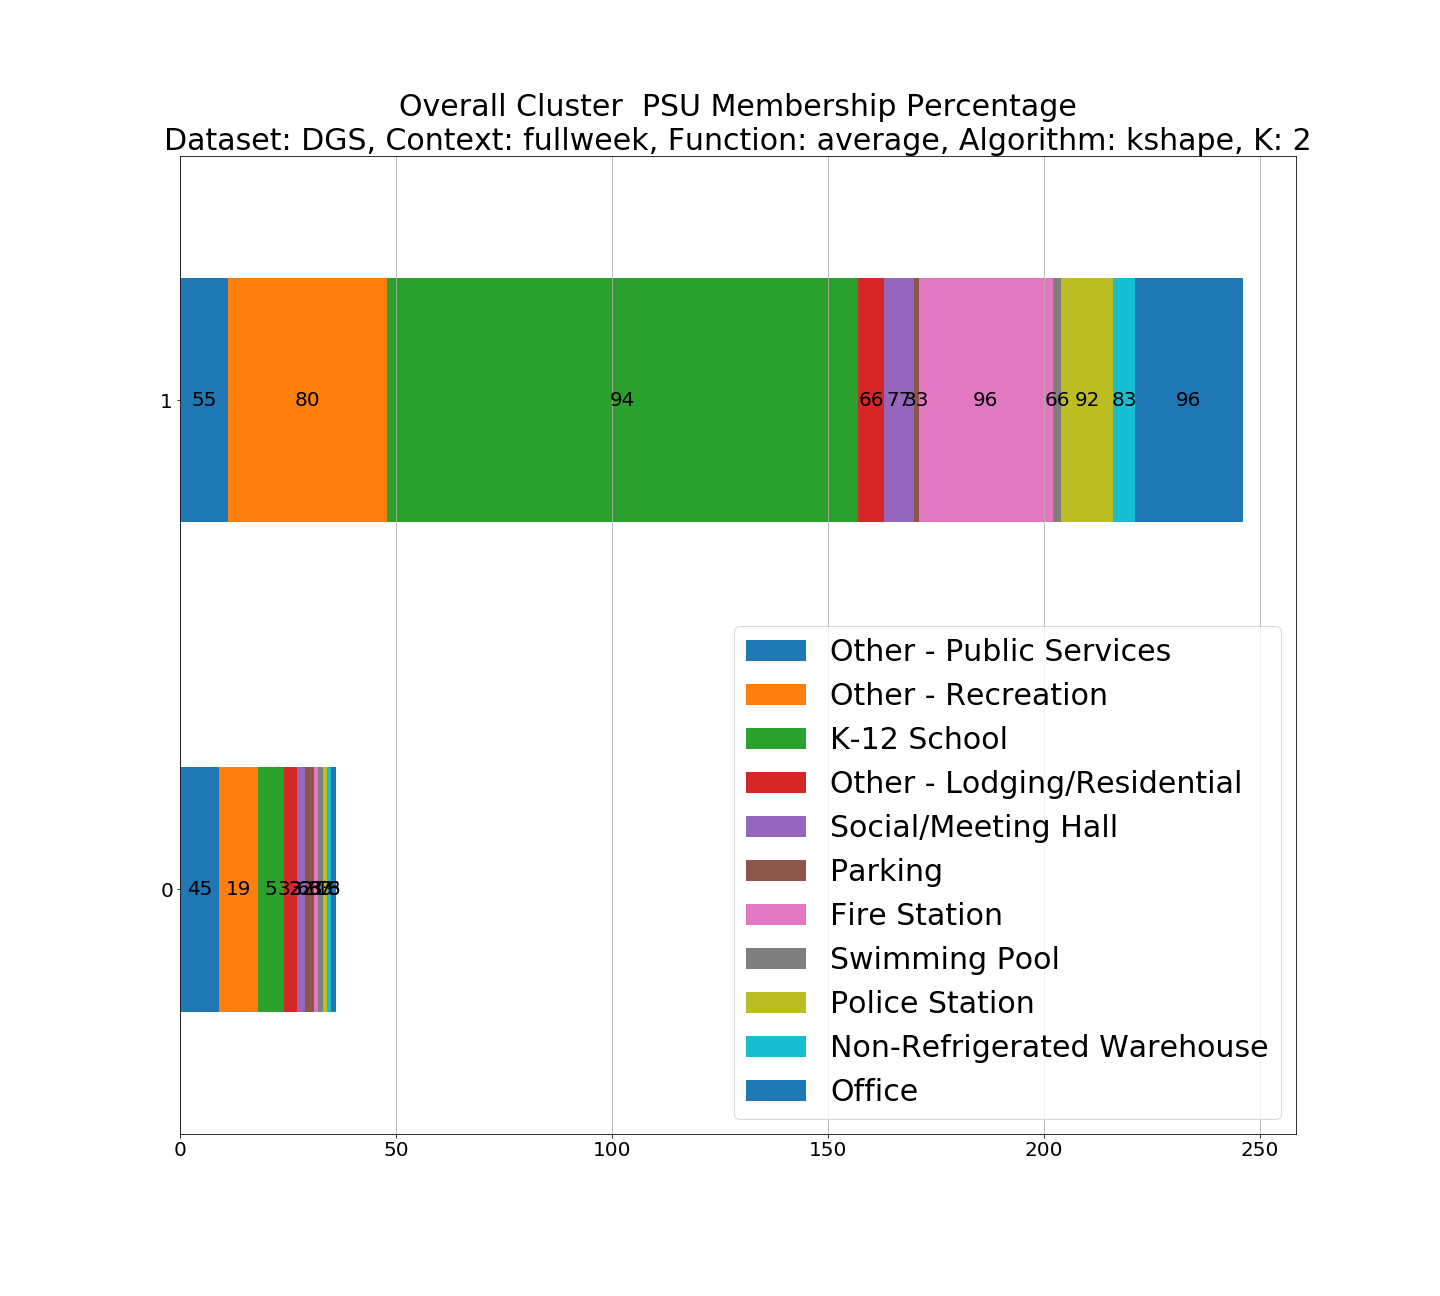 Overall Cluster  PSU Membership Percentage
Dataset: DGS, Context: fullweek, Function: average, Algorithm: kshape, K: 2
1
55 80 94 66 77 33 96 66 92 83 96
Other - Public Services
Other - Recreation
K-12 School
Other - Lodging/Residential
Social/Meeting Hall
Parking
Fire Station
Swimming Pool
Police Station
Non-Refrigerated Warehouse
Office
0
45 19 5
0 50 100 150 200 250